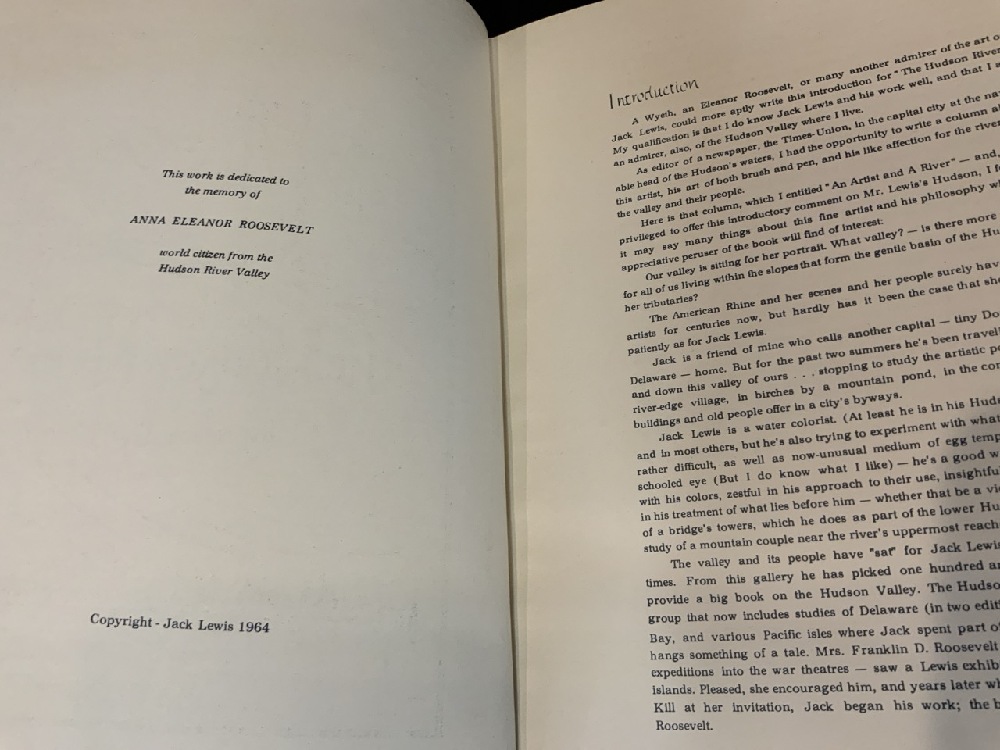 This work is dedicated to
the memory of
ANNA ELEANOR ROOSEVELT
world citizen from the
Hudson River Valley
Copyright - Jack Lewis 1964
Introduction
A Wyeth, an Eleanor Roosevelt, or many another admirer of the art
Jack Lewis, could more aptly write this introduction for "The Hudson River
My qualification is that I do know Jack Lewis and his work well, and that I
an admirer, also, of the Hudson Valley where I live.
As editor of a newspaper, the Times-Union, in the capital city at the
able head of the Hudson's waters, I had the opportunity to write a column
this artist, his art of both brush and pen, and his like affection for the river
the valley and their people.
Here is that column, which I entitled "An Artist and A River" — and,
privileged to offer this introductory comment on Mr. Lewis's Hudson, I
it may say many things about this fine artist and his philosophy
appreciative peruser of the book will find of interest:
Our valley is sitting for her portrait. What valley? — is there more
for all of us living within the slopes that form the gentle basin of the
her tributaries?
The American Rhine and her scenes and her people surely
artists for centuries now, but hardly has it been the case that
patiently as for Jack Lewis.
Jack is a friend of mine who calls another capital — tiny
Delaware — home. But for the past two summers he's been
and down this valley of ours . . . stopping to study the artistic
river-edge village, in birches by a mountain pond, in the
buildings and old people offer in a city's byways.
Jack Lewis is a water colorist. (At least he is in his
and in most others, but he's also trying to experiment with
rather difficult, as well as now-unusual medium of egg
schooled eye (But I do know what I like) — he's a good
with his colors, zestful in his approach to their use,
in his treatment of what lies before him — whether that be a
of a bridge's towers, which he does as part of the lower
study of a mountain couple near the river's uppermost
The valley and its people have "sat" for Jack
times. From this gallery he has picked one hundred
provide a big book on the Hudson Valley. The
group that now includes studies of Delaware (in two
Bay, and various Pacific isles where Jack spent part
hangs something of a tale. Mrs. Franklin D. Roosevelt
expeditions into the war theatres — saw a Lewis
Islands. Pleased, she encouraged him, and years later
Kill at her invitation, Jack began his work; the
Roosevelt.